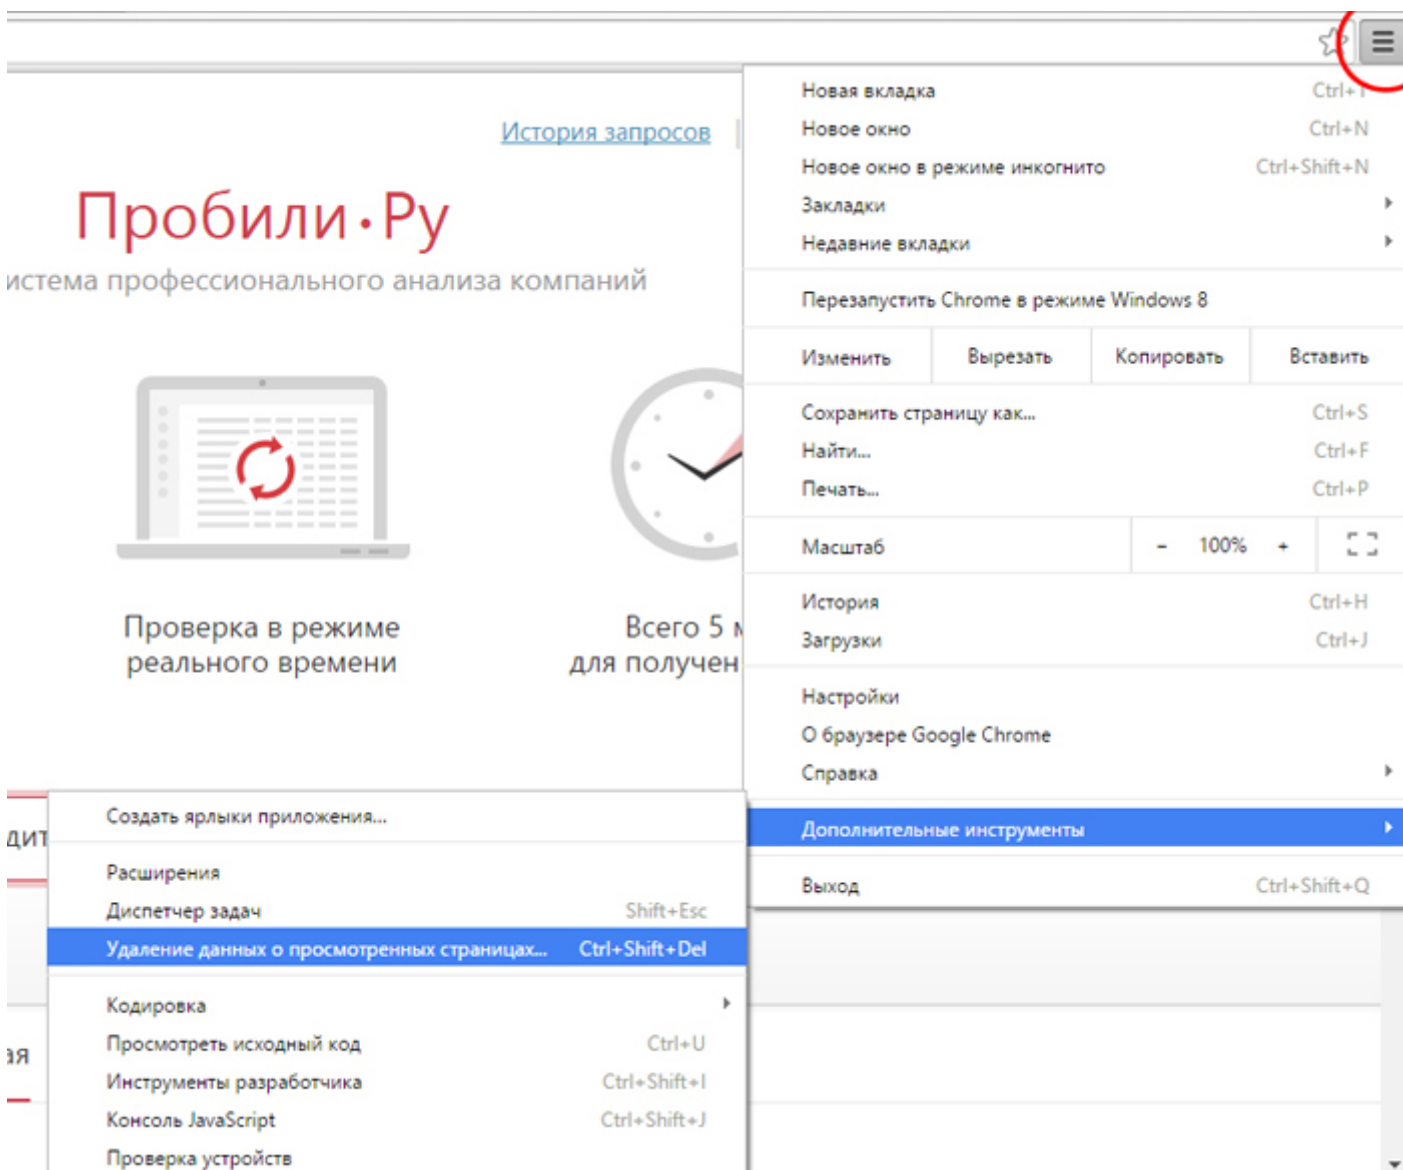 История запросов
Пробили·Ру
истема профессионального анализа компаний
Проверка в режиме
реального времени
Всего 5 м
для получен
дит
ая
Новая вкладка Ctrl+T
Новое окно Ctrl+N
Новое окно в режиме инкогнито Ctrl+Shift+N
Закладки
Недавние вкладки
Перезапустить Chrome в режиме Windows 8
Изменить Вырезать Копировать Вставить
Сохранить страницу как... Ctrl+S
Найти... Ctrl+F
Печать... Ctrl+P
Масштаб - 100% +
История Ctrl+H
Загрузки Ctrl+J
Настройки
О браузере Google Chrome
Справка
Дополнительные инструменты
Выход Ctrl+Shift+Q
Создать ярлыки приложения...
Расширения
Диспетчер задач Shift+Esc
Удаление данных о просмотренных страницах... Ctrl+Shift+Del
Кодировка
Просмотреть исходный код Ctrl+U
Инструменты разработчика Ctrl+Shift+I
Консоль JavaScript Ctrl+Shift+J
Проверка устройств